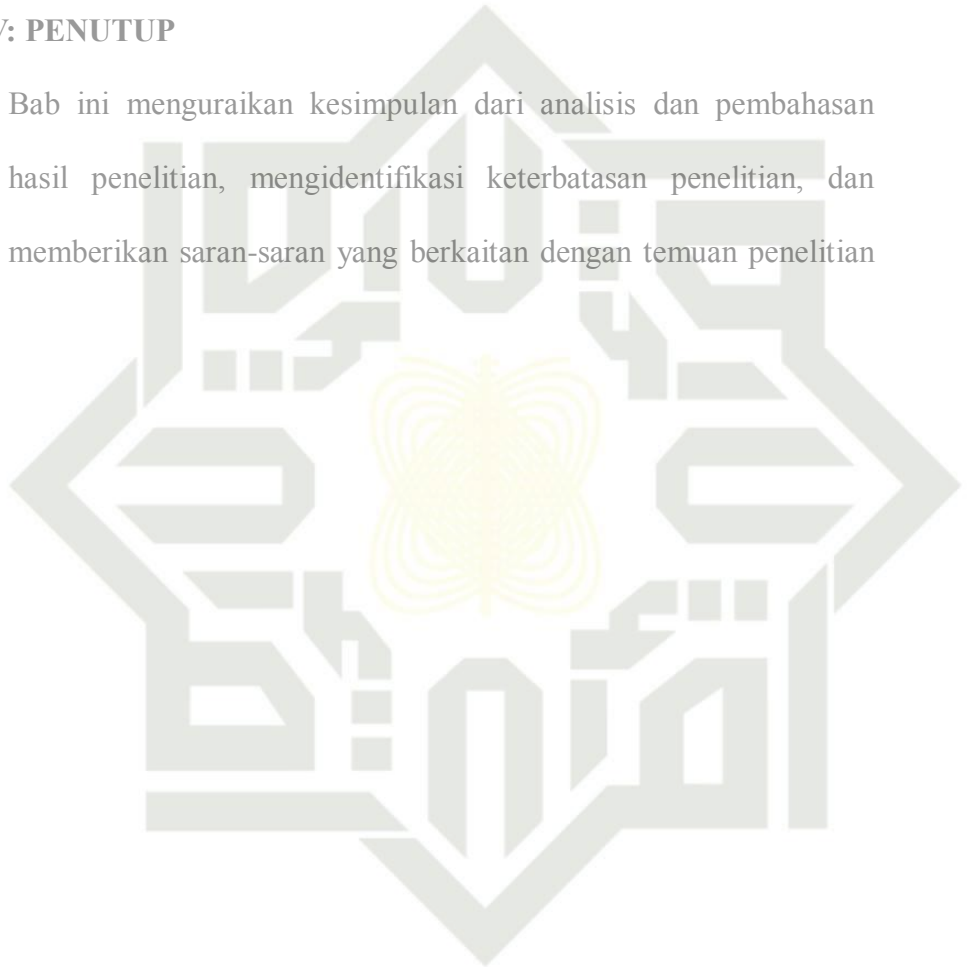 V: PENUTUP
Bab ini menguraikan kesimpulan dari analisis dan pembahasan
hasil penelitian, mengidentifikasi keterbatasan penelitian, dan
memberikan saran-saran yang berkaitan dengan temuan penelitian